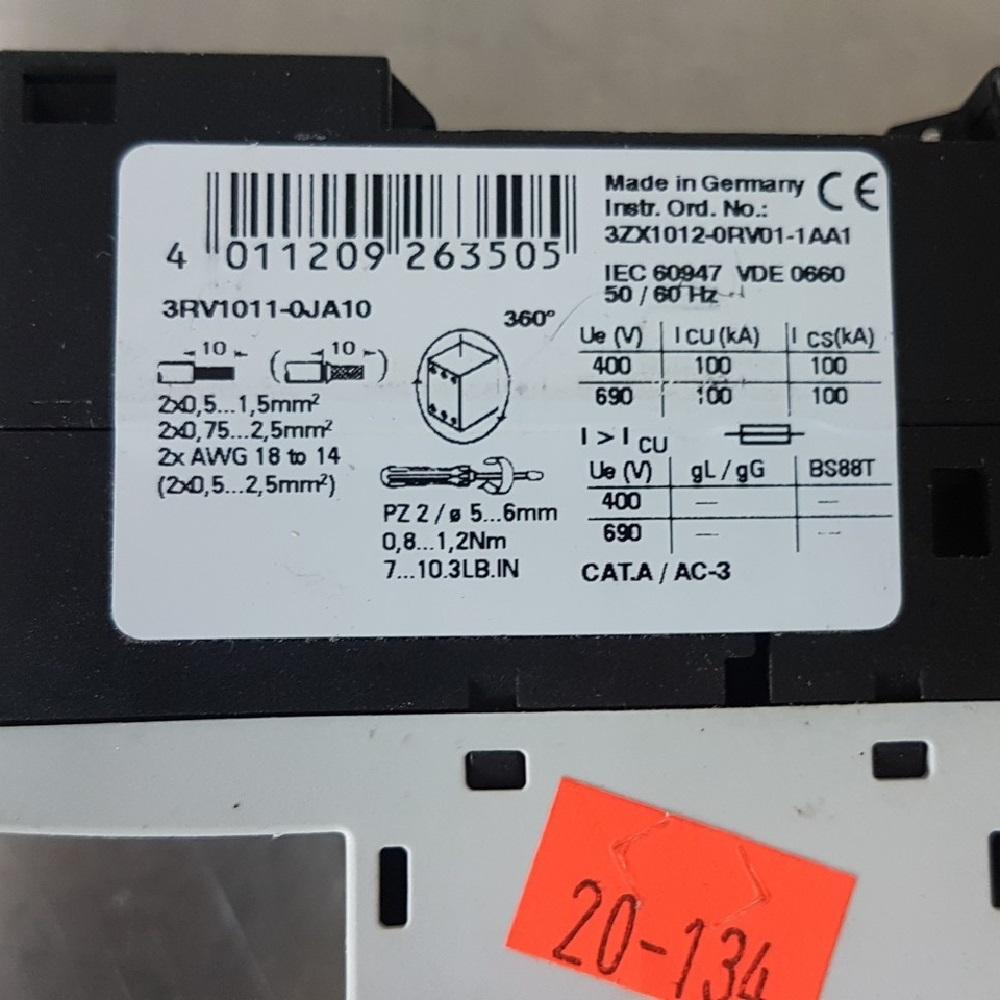 4 011209 263505
3RV1011-0JA10
10 (10)
2x0,5...1,5mm²
2x0,75...2,5mm²
2x AWG 18 to 14
(2x0,5...2,5mm²)
360°
PZ 2 / ø 5...6mm
0,8...1,2Nm
7...10.3LB.IN
Made in Germany CE
Instr. Ord. No.:
3ZX1012-0RV01-1AA1
IEC 60947 VDE 0660
50 / 60 Hz
Ue (V) I CU (kA) I CS(kA)
400 100 100
690 100 100
I > I CU
Ue (V) gL / gG BS88T
400 — —
690 — —
CAT.A / AC-3
20-134